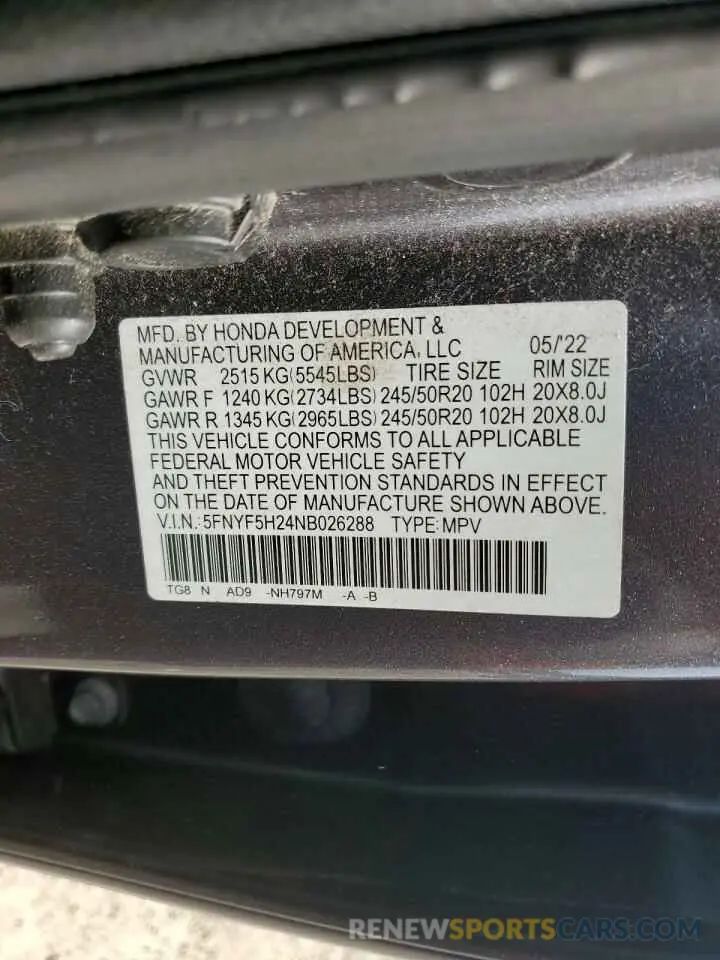 MFD. BY HONDA DEVELOPMENT &
MANUFACTURING OF AMERICA, LLC 05/'22
GVWR 2515 KG(5545LBS) TIRE SIZE RIM SIZE
GAWR F 1240 KG(2734LBS) 245/50R20 102H 20X8.0J
GAWR R 1345 KG(2965LBS) 245/50R20 102H 20X8.0J
THIS VEHICLE CONFORMS TO ALL APPLICABLE
FEDERAL MOTOR VEHICLE SAFETY
AND THEFT PREVENTION STANDARDS IN EFFECT
ON THE DATE OF MANUFACTURE SHOWN ABOVE.
V.I.N.: 5FNYF5H24NB026288 TYPE: MPV
TG8 N AD9 -NH797M -A -B
RENEWSPORTSCARS.COM